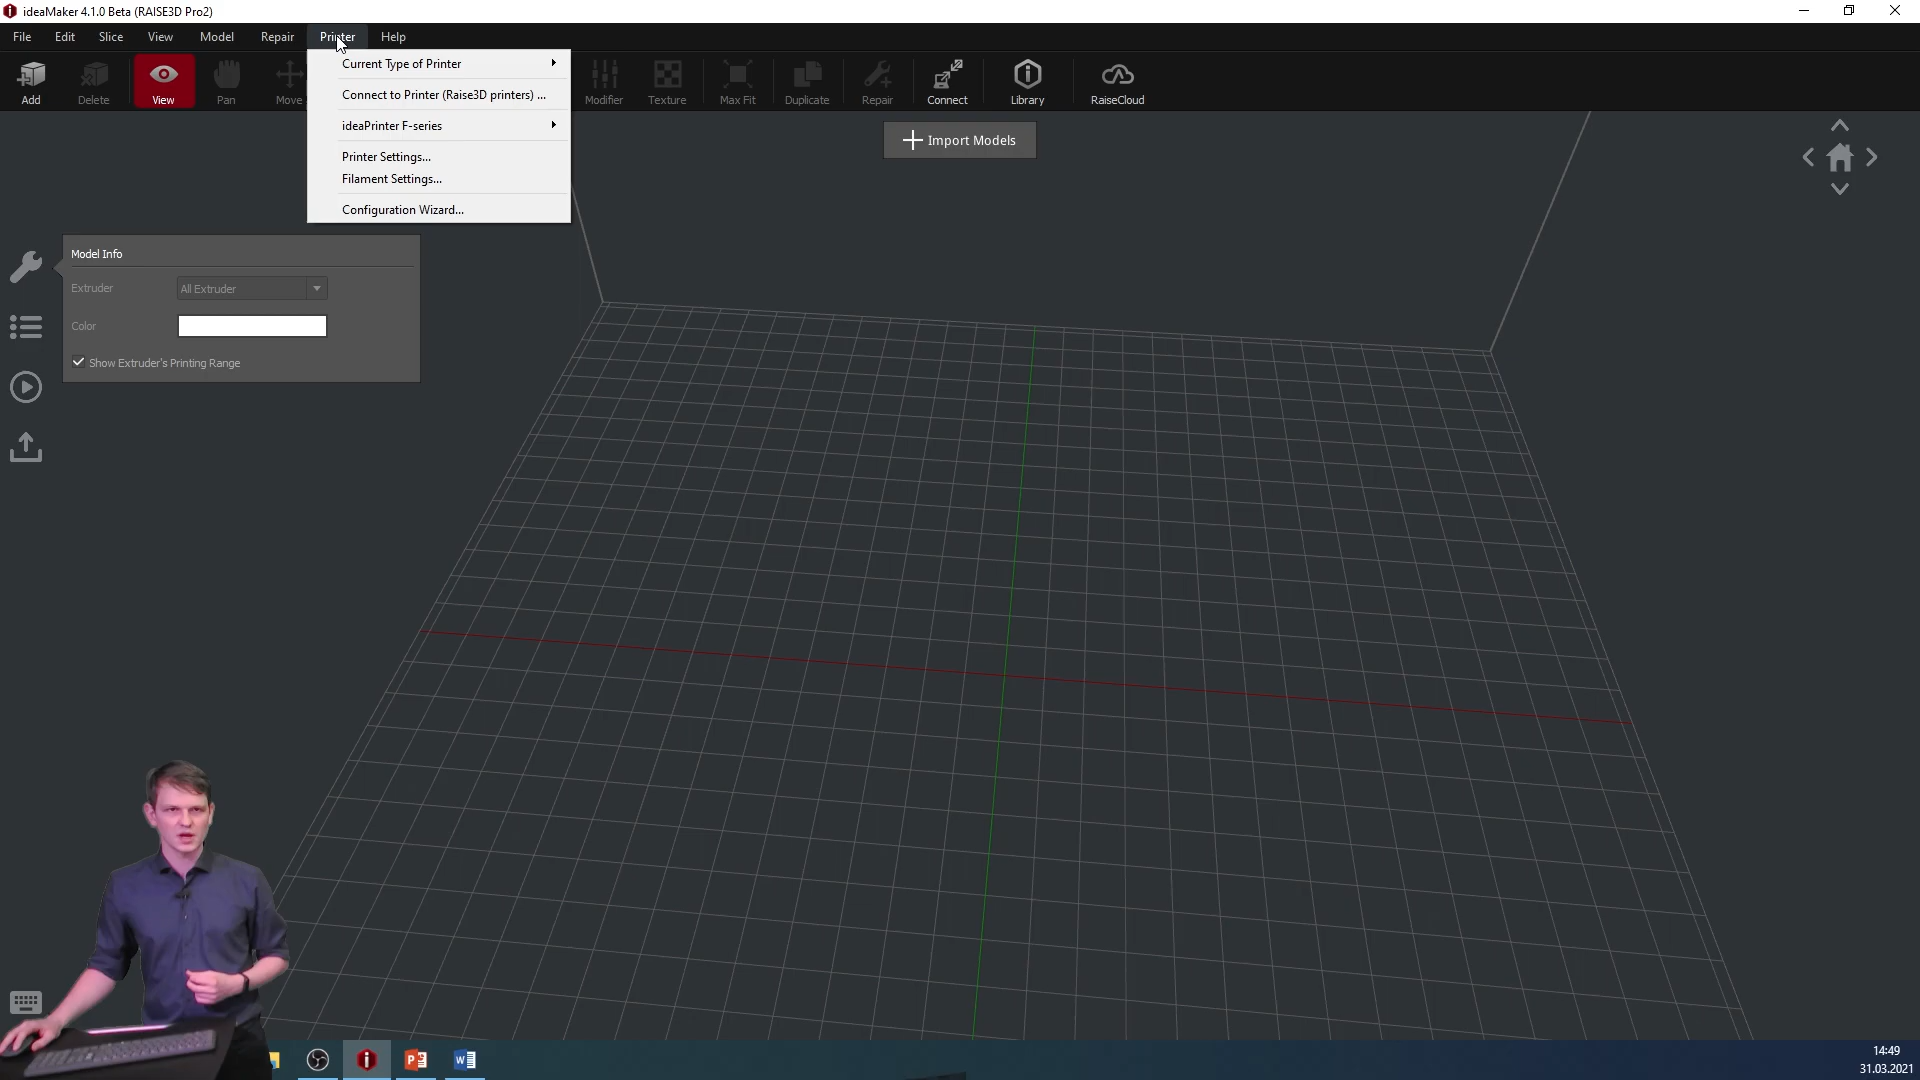 ideaMaker 4.1.0 Beta (RAISE3D Pro2)
File Edit Slice View Model Repair Printer Help
Add Delete View Pan Move Modifier Texture Max Fit Duplicate Repair Connect Library RaiseCloud
Current Type of Printer
Connect to Printer (Raise3D printers) ...
ideaPrinter F-series
Printer Settings...
Filament Settings...
Configuration Wizard...
Import Models
Model Info
Extruder All Extruder
Color
Show Extruder's Printing Range
14:49
31.03.2021